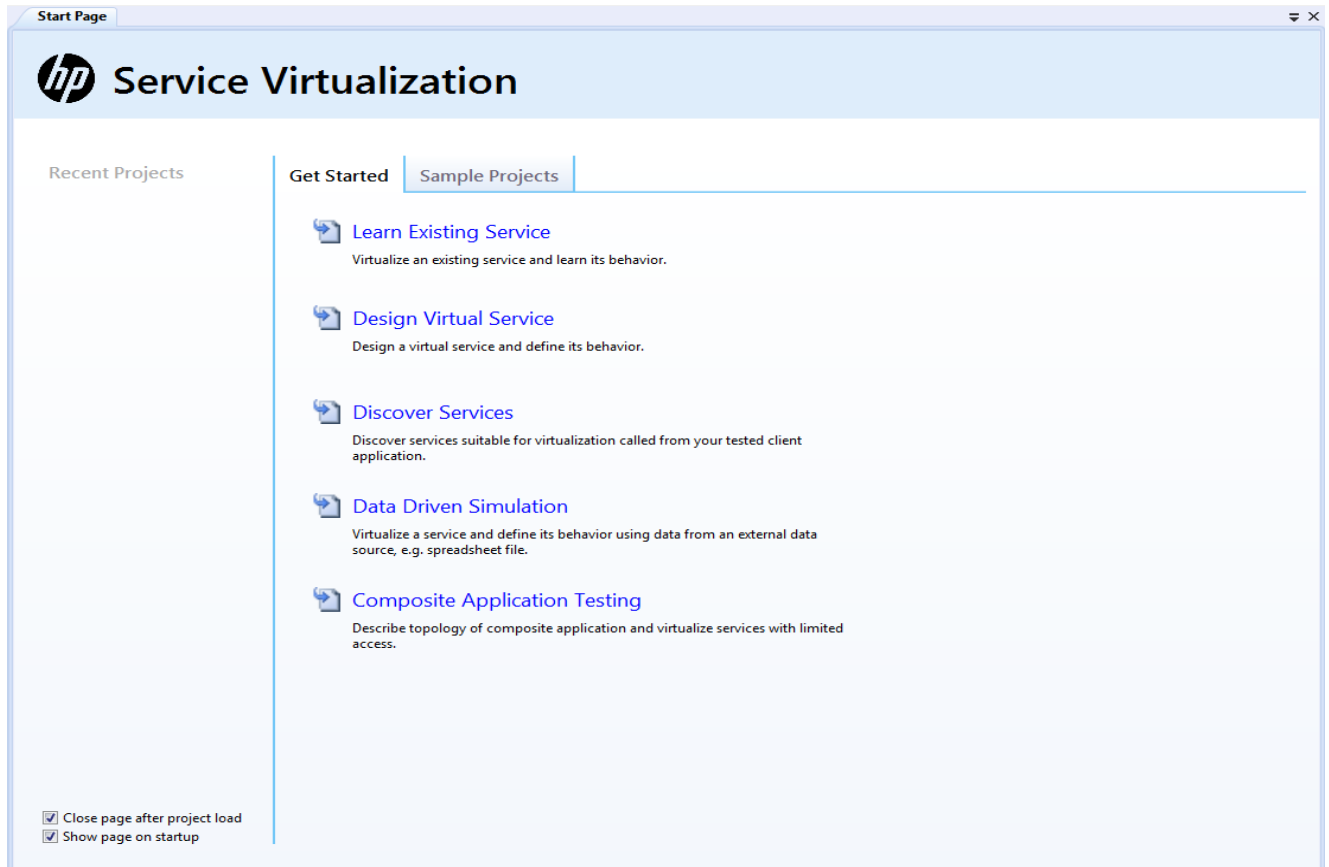 Start Page
hp Service Virtualization
Recent Projects
Get Started
Sample Projects
Learn Existing Service
Virtualize an existing service and learn its behavior.
Design Virtual Service
Design a virtual service and define its behavior.
Discover Services
Discover services suitable for virtualization called from your tested client
application.
Data Driven Simulation
Virtualize a service and define its behavior using data from an external data
source, e.g. spreadsheet file.
Composite Application Testing
Describe topology of composite application and virtualize services with limited
access.
Close page after project load
Show page on startup